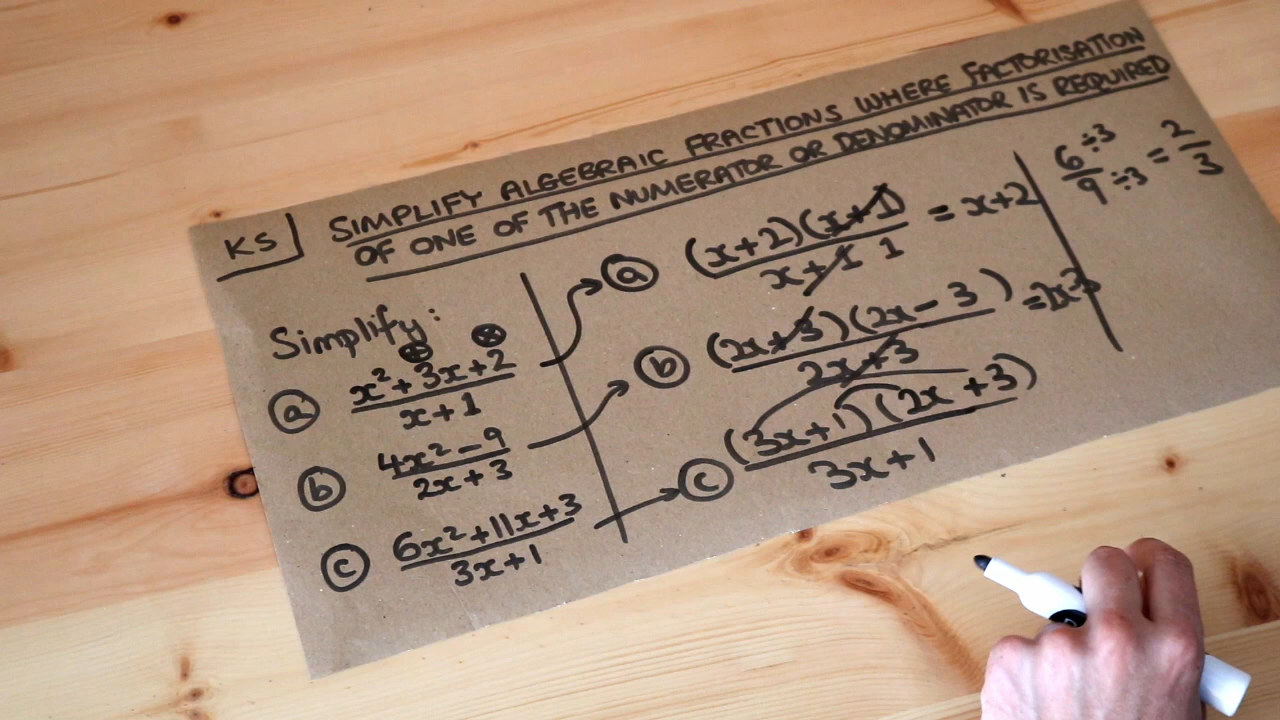 KS
SIMPLIFY ALGEBRAIC FRACTIONS WHERE FACTORISATION
OF ONE OF THE NUMERATOR OR DENOMINATOR IS REQUIRED
Simplify:
(a) x² + 3x + 2
x + 1
(b) 4x² - 9
2x + 3
(c) 6x² + 11x + 3
3x + 1
(a) (x+2)(x+1) = x+2
x+1 1
(b) (2x+3)(2x-3) = 2x-3
2x+3
(c) (3x+1)(2x+3)
3x+1
6 ÷3 = 2
9 ÷3 3